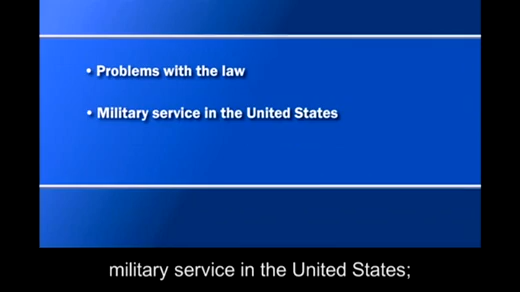 • Problems with the law
• Military service in the United States
military service in the United States;